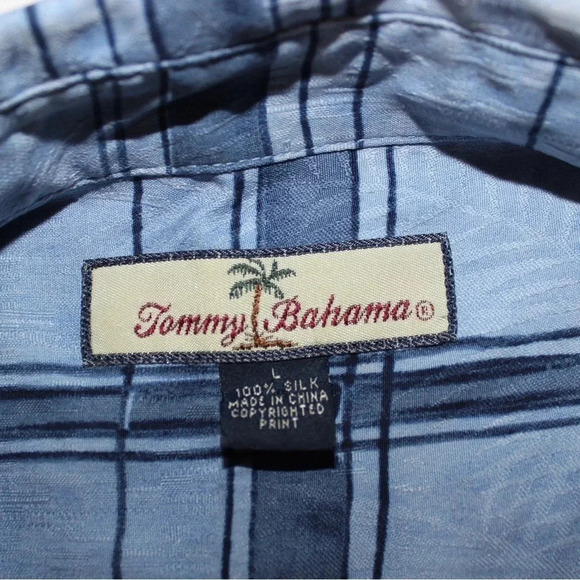 Tommy Bahama®
L
100% SILK
MADE IN CHINA
COPYRIGHTED
PRINT